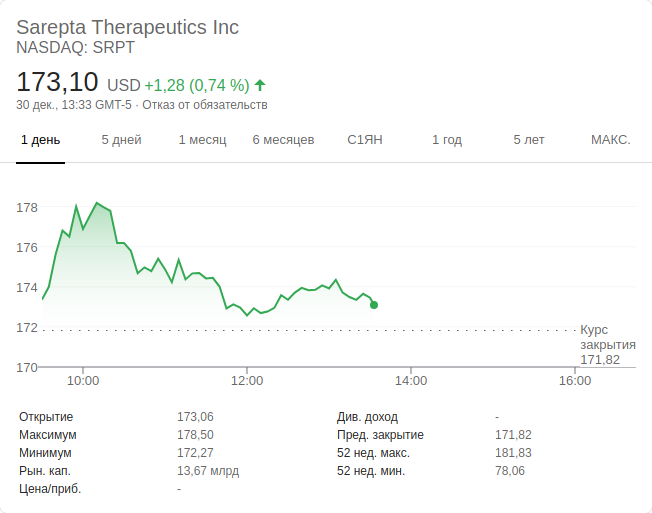 Sarepta Therapeutics Inc
NASDAQ: SRPT
173,10 USD +1,28 (0,74 %)
30 дек., 13:33 GMT-5 · Отказ от обязательств
1 день 5 дней 1 месяц 6 месяцев С1ЯН 1 год 5 лет МАКС.
178
176
174
172
Курс
закрытия
171,82
170
10:00 12:00 14:00 16:00
Открытие 173,06 Див. доход -
Максимум 178,50 Пред. закрытие 171,82
Минимум 172,27 52 нед. макс. 181,83
Рын. кап. 13,67 млрд 52 нед. мин. 78,06
Цена/приб. -